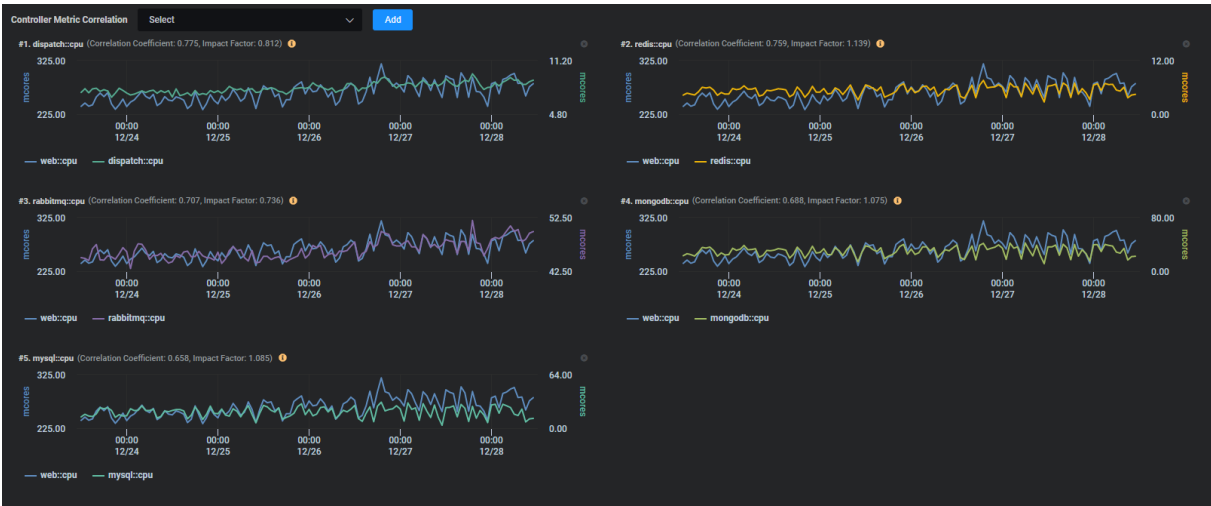 Controller Metric Correlation Select Add
#1. dispatch::cpu (Correlation Coefficient: 0.775, Impact Factor: 0.812)
325.00 11.20
mcores mcores
225.00 4.80
00:00 00:00 00:00 00:00 00:00
12/24 12/25 12/26 12/27 12/28
web::cpu dispatch::cpu
#2. redis::cpu (Correlation Coefficient: 0.759, Impact Factor: 1.139)
325.00 12.00
mcores mcores
225.00 0.00
00:00 00:00 00:00 00:00 00:00
12/24 12/25 12/26 12/27 12/28
web::cpu redis::cpu
#3. rabbitmq::cpu (Correlation Coefficient: 0.707, Impact Factor: 0.736)
325.00 52.50
mcores mcores
225.00 42.50
00:00 00:00 00:00 00:00 00:00
12/24 12/25 12/26 12/27 12/28
web::cpu rabbitmq::cpu
#4. mongodb::cpu (Correlation Coefficient: 0.688, Impact Factor: 1.075)
325.00 80.00
mcores mcores
225.00 0.00
00:00 00:00 00:00 00:00 00:00
12/24 12/25 12/26 12/27 12/28
web::cpu mongodb::cpu
#5. mysql::cpu (Correlation Coefficient: 0.658, Impact Factor: 1.085)
325.00 64.00
mcores mcores
225.00 0.00
00:00 00:00 00:00 00:00 00:00
12/24 12/25 12/26 12/27 12/28
web::cpu mysql::cpu